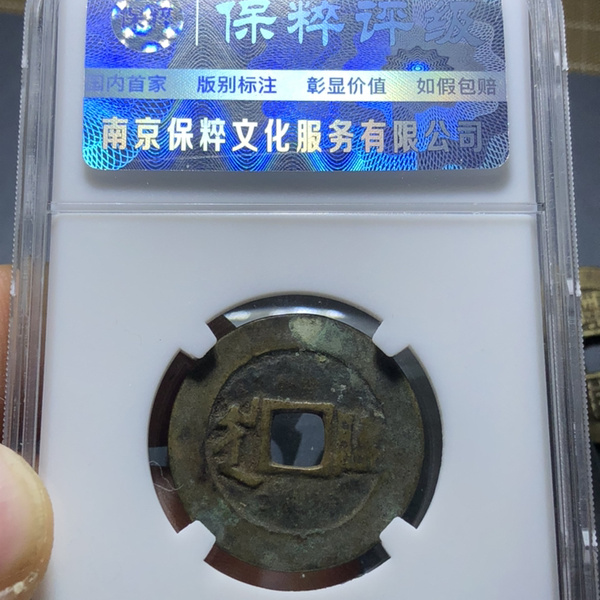 保粹评级
国内首家 版别标注 彰显价值 如假包赔
南京保粹文化服务有限公司